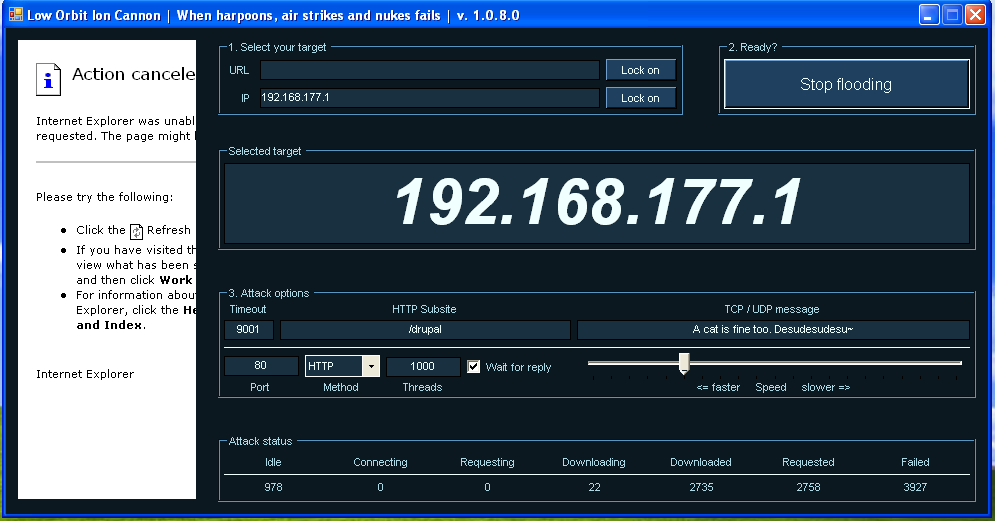 Low Orbit Ion Cannon | When harpoons, air strikes and nukes fails | v. 1.0.8.0
Action cancele
Internet Explorer was unabl
requested. The page might
Please try the following:
Click the Refresh
If you have visited th
view what has been s
and then click Work
For information abou
Explorer, click the He
and Index.
Internet Explorer
1. Select your target
URL Lock on
IP 192.168.177.1 Lock on
2. Ready?
Stop flooding
Selected target
192.168.177.1
3. Attack options
Timeout HTTP Subsite TCP / UDP message
9001 /drupal A cat is fine too. Desudesudesu~
80 HTTP 1000 Wait for reply
Port Method Threads <= faster Speed slower =>
Attack status
Idle Connecting Requesting Downloading Downloaded Requested Failed
978 0 0 22 2735 2758 3927